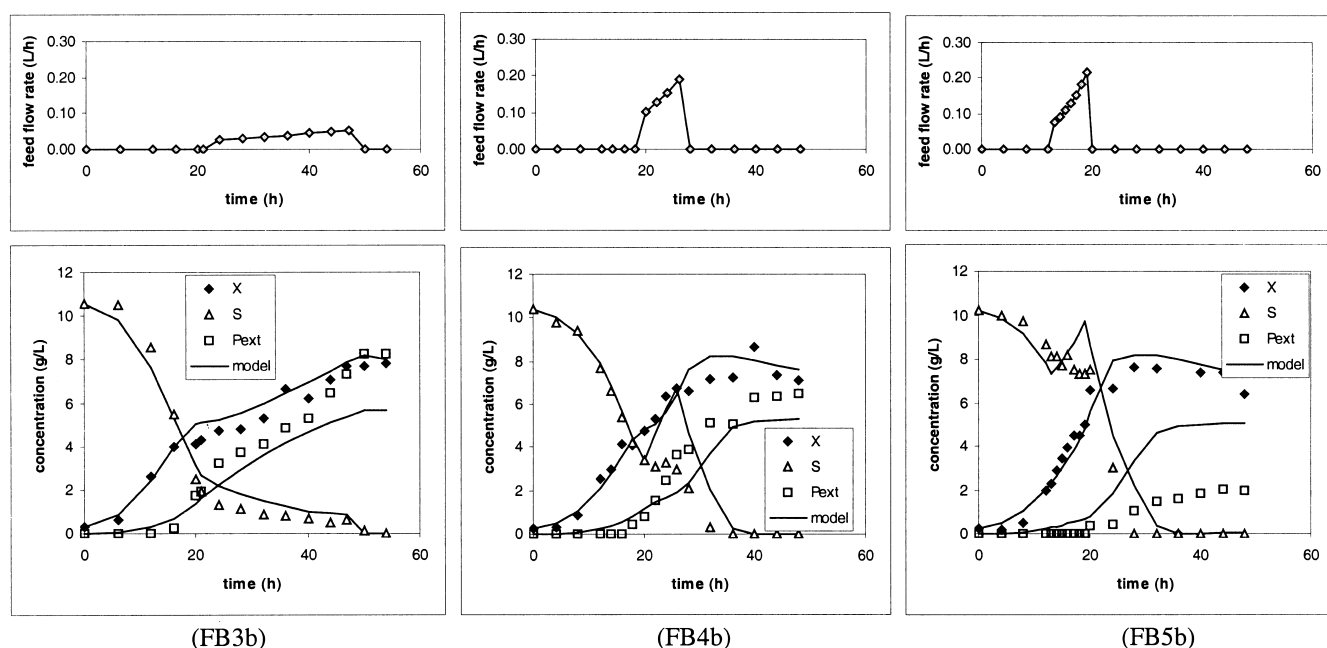 feed flow rate (L/h)
0.30
0.20
0.10
0.00
0
20
40
60
time (h)
feed flow rate (L/h)
0.30
0.20
0.10
0.00
0
20
40
60
time (h)
feed flow rate (L/h)
0.30
0.20
0.10
0.00
0
20
40
60
time (h)
concentration (g/L)
12
10
8
6
4
2
0
0
20
40
60
time (h)
X
S
Pext
model
concentration (g/L)
12
10
8
6
4
2
0
0
20
40
60
time (h)
X
S
Pext
model
concentration (g/L)
12
10
8
6
4
2
0
0
20
40
60
time (h)
X
S
Pext
model
(FB3b)
(FB4b)
(FB5b)